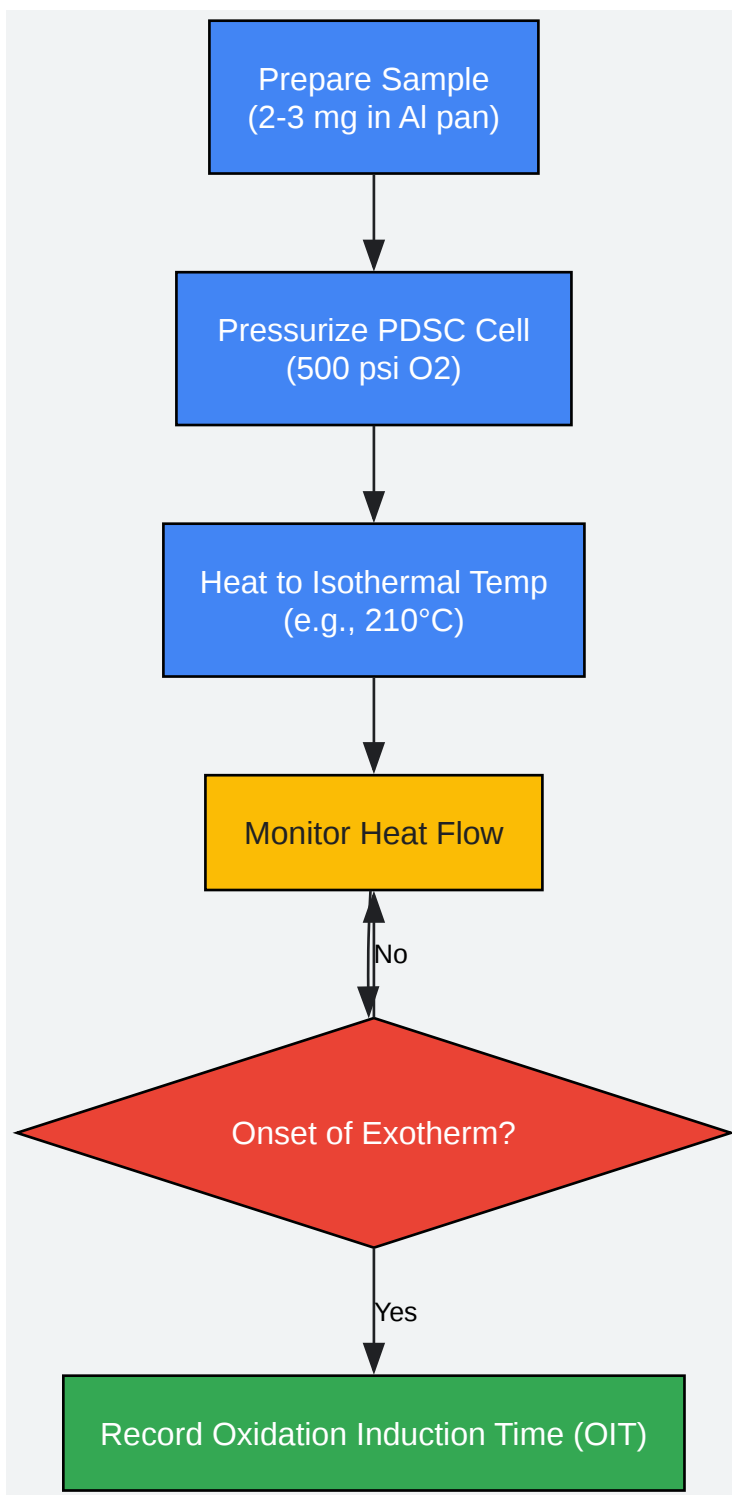 Prepare Sample
(2-3 mg in Al pan)
Pressurize PDSC Cell
(500 psi O2)
Heat to Isothermal Temp
(e.g., 210°C)
Monitor Heat Flow
No
Onset of Exotherm?
Yes
Record Oxidation Induction Time (OIT)